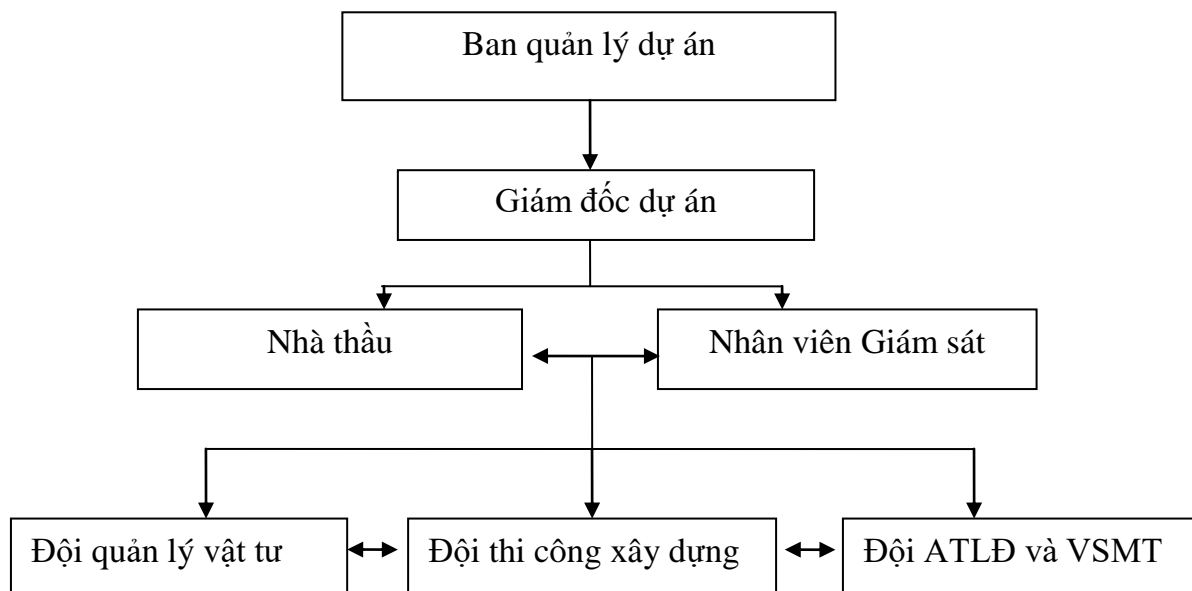 Ban quản lý dự án
Giám đốc dự án
Nhà thầu
Nhân viên Giám sát
Đội quản lý vật tư
Đội thi công xây dựng
Đội ATLĐ và VSMT